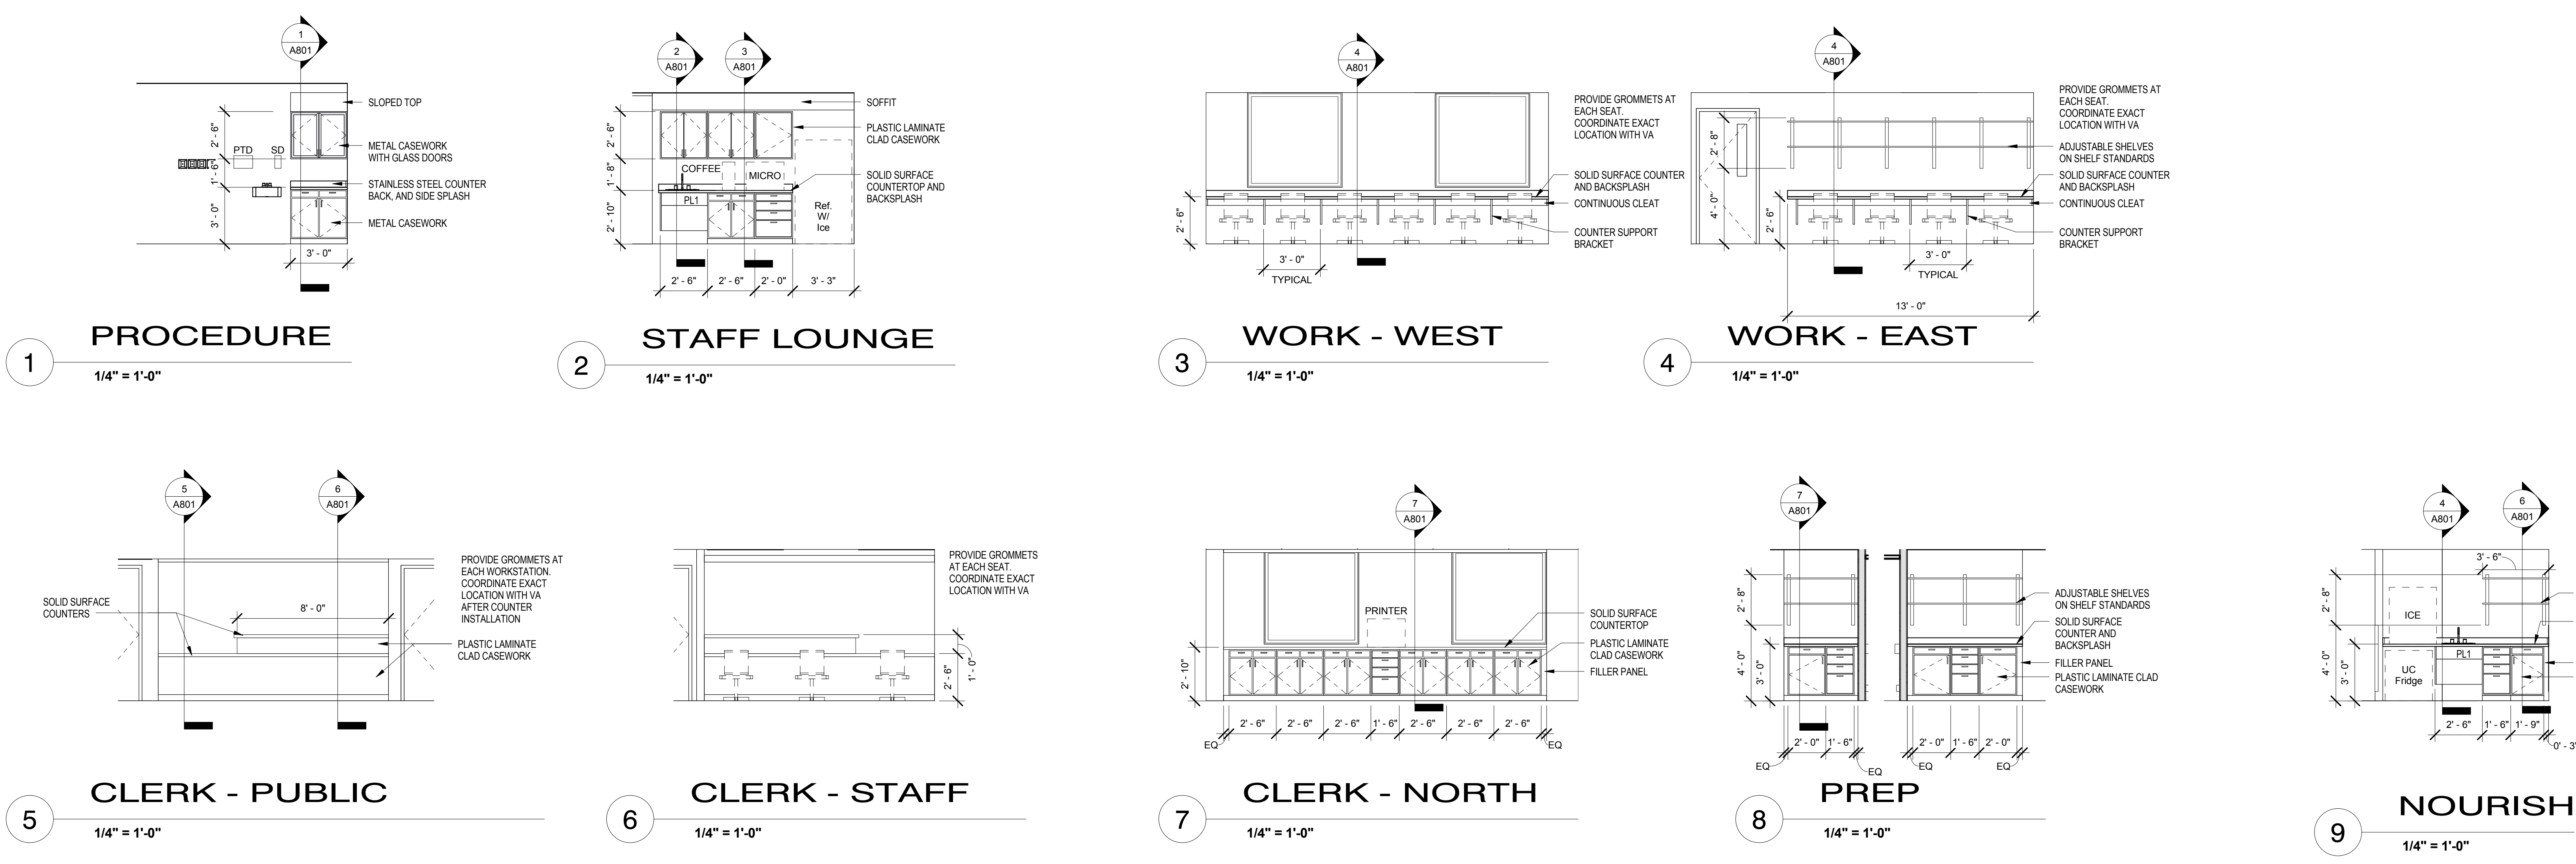 1
A801
SLOPED TOP
2' - 6"
METAL CASEWORK
WITH GLASS DOORS
PTD
SD
1'-6"
STAINLESS STEEL COUNTER
BACK, AND SIDE SPLASH
3' - 0"
METAL CASEWORK
3' - 0"
1
PROCEDURE
1/4" = 1'-0"
2
A801
3
A801
SOFFIT
2' - 6"
PLASTIC LAMINATE
CLAD CASEWORK
1' - 8"
COFFEE
MICRO
SOLID SURFACE
COUNTERTOP AND
BACKSPLASH
PL1
2' - 10"
Ref.
W/
Ice
2' - 6"
2' - 6"
2' - 0"
3' - 3"
2
STAFF LOUNGE
1/4" = 1'-0"
4
A801
PROVIDE GROMMETS AT
EACH SEAT.
COORDINATE EXACT
LOCATION WITH VA
SOLID SURFACE COUNTER
AND BACKSPLASH
CONTINUOUS CLEAT
2' - 6"
COUNTER SUPPORT
BRACKET
3' - 0"
TYPICAL
3
WORK - WEST
1/4" = 1'-0"
4
A801
PROVIDE GROMMETS AT
EACH SEAT.
COORDINATE EXACT
LOCATION WITH VA
2' - 8"
ADJUSTABLE SHELVES
ON SHELF STANDARDS
SOLID SURFACE COUNTER
AND BACKSPLASH
4' - 0"
CONTINUOUS CLEAT
2' - 6"
COUNTER SUPPORT
BRACKET
3' - 0"
TYPICAL
13' - 0"
4
WORK - EAST
1/4" = 1'-0"
5
A801
6
A801
PROVIDE GROMMETS AT
EACH WORKSTATION.
COORDINATE EXACT
LOCATION WITH VA
AFTER COUNTER
INSTALLATION
SOLID SURFACE
COUNTERS
8' - 0"
PLASTIC LAMINATE
CLAD CASEWORK
5
CLERK - PUBLIC
1/4" = 1'-0"
PROVIDE GROMMETS
AT EACH SEAT.
COORDINATE EXACT
LOCATION WITH VA
2' - 6"
1' - 0"
6
CLERK - STAFF
1/4" = 1'-0"
7
A801
PRINTER
SOLID SURFACE
COUNTERTOP
PLASTIC LAMINATE
CLAD CASEWORK
FILLER PANEL
2' - 10"
2' - 6"
2' - 6"
2' - 6"
1' - 6"
2' - 6"
2' - 6"
2' - 6"
EQ
EQ
7
CLERK - NORTH
1/4" = 1'-0"
7
A801
2' - 8"
ADJUSTABLE SHELVES
ON SHELF STANDARDS
SOLID SURFACE
COUNTER AND
BACKSPLASH
4' - 0"
3' - 0"
FILLER PANEL
PLASTIC LAMINATE CLAD
CASEWORK
2' - 0"
1' - 6"
2' - 0"
1' - 6"
2' - 0"
EQ
EQ
EQ
EQ
8
PREP
1/4" = 1'-0"
4
A801
6
A801
3' - 6"
2' - 8"
ICE
4' - 0"
3' - 0"
PL1
UC
Fridge
2' - 6"
1' - 6"
1' - 9"
9
NOURISH
1/4" = 1'-0"